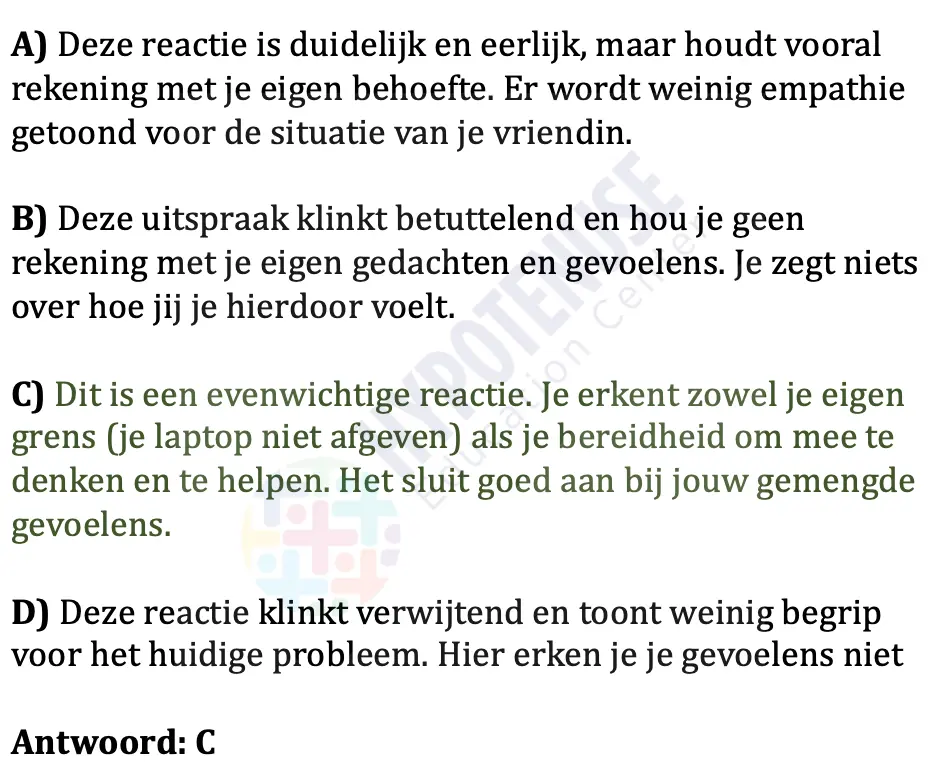 A) Deze reactie is duidelijk en eerlijk, maar houdt vooral
rekening met je eigen behoefte. Er wordt weinig empathie
getoond voor de situatie van je vriendin.
B) Deze uitspraak klinkt betuttelend en hou je geen
rekening met je eigen gedachten en gevoelens. Je zegt niets
over hoe jij je hierdoor voelt.
C) Dit is een evenwichtige reactie. Je erkent zowel je eigen
grens (je laptop niet afgeven) als je bereidheid om mee te
denken en te helpen. Het sluit goed aan bij jouw gemengde
gevoelens.
D) Deze reactie klinkt verwijtend en toont weinig begrip
voor het huidige probleem. Hier erken je je gevoelens niet
Antwoord: C
HYPOTENUSE
Education Center